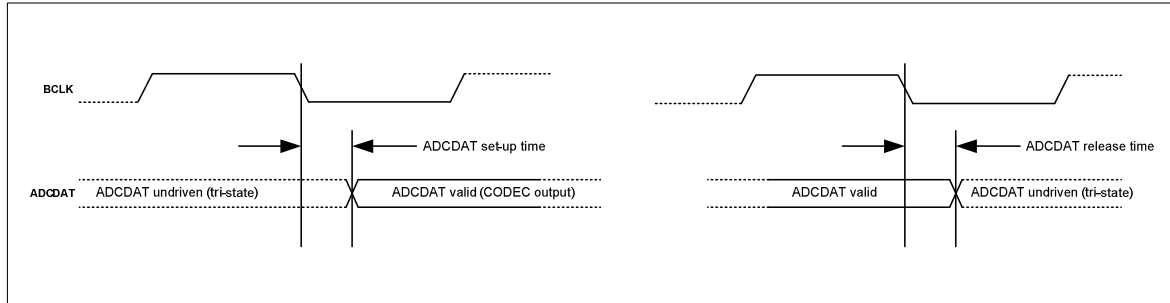 BCLK
ADCDAT set-up time
ADCDAT release time
ADCDAT
ADCDAT undriven (tri-state)
ADCDAT valid (CODEC output)
ADCDAT valid
ADCDAT undriven (tri-state)